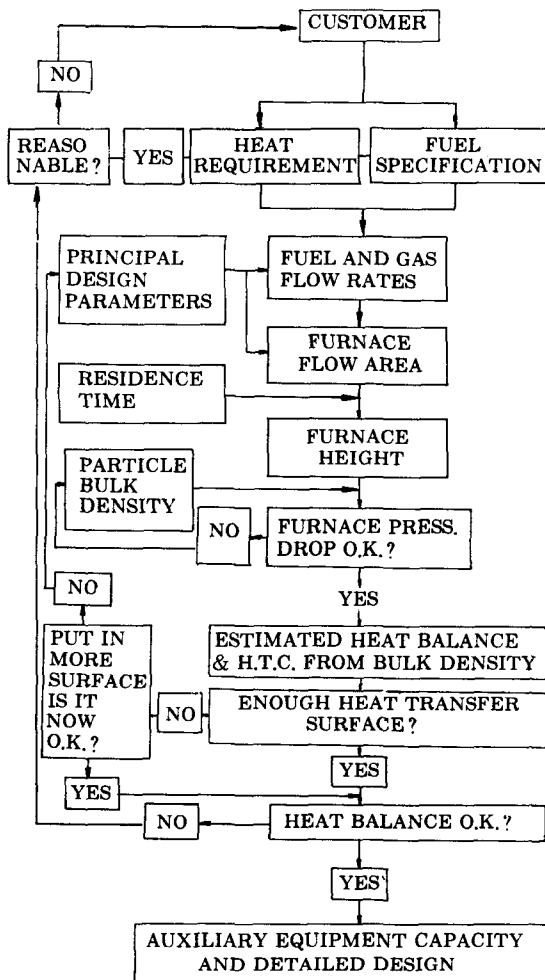 CUSTOMER
NO
REASO
NABLE?
YES
HEAT
REQUIREMENT
FUEL
SPECIFICATION
PRINCIPAL
DESIGN
PARAMETERS
FUEL AND GAS
FLOW RATES
FURNACE
FLOW AREA
RESIDENCE
TIME
FURNACE
HEIGHT
PARTICLE
BULK
DENSITY
NO
FURNACE PRESS.
DROP O.K.?
YES
NO
ESTIMATED HEAT BALANCE
& H.T.C. FROM BULK DENSITY
PUT IN
MORE
SURFACE
IS IT
NOW
O.K.?
NO
ENOUGH HEAT TRANSFER
SURFACE?
YES
YES
NO
HEAT BALANCE O.K.?
YES
AUXILIARY EQUIPMENT CAPACITY
AND DETAILED DESIGN